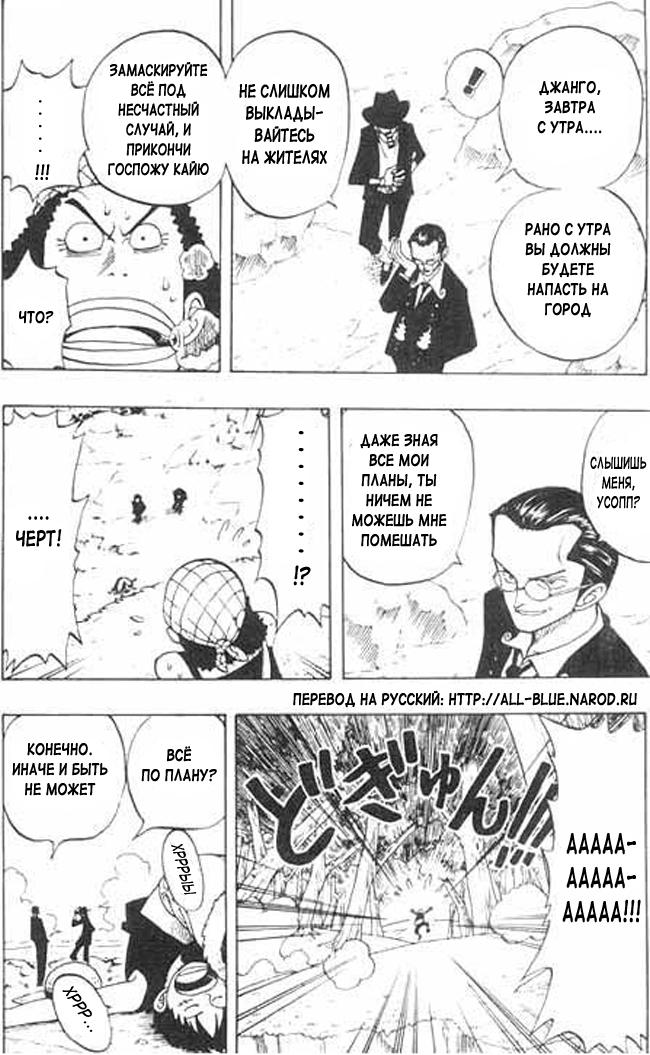 !
ДЖАНГО,
ЗАВТРА
С УТРА....
РАНО С УТРА
ВЫ ДОЛЖНЫ
БУДЕТЕ
НАПАСТЬ НА
ГОРОД
НЕ СЛИШКОМ
ВЫКЛАДЫ-
ВАЙТЕСЬ
НА ЖИТЕЛЯХ
ЗАМАСКИРУЙТЕ
ВСЁ ПОД
НЕСЧАСТНЫЙ
СЛУЧАЙ, И
ПРИКОНЧИ
ГОСПОЖУ КАЙЮ
.....
!!!
ЧТО?
СЛЫШИШЬ
МЕНЯ,
УСОПП?
ДАЖЕ ЗНАЯ
ВСЕ МОИ
ПЛАНЫ, ТЫ
НИЧЕМ НЕ
МОЖЕШЬ МНЕ
ПОМЕШАТЬ
........
!?
....
ЧЕРТ!
ПЕРЕВОД НА РУССКИЙ: HTTP://ALL-BLUE.NAROD.RU
ААААА-
ААААА-
ААААА!!!
どぎゅん!!!
ВСЁ
ПО ПЛАНУ?
КОНЕЧНО.
ИНАЧЕ И БЫТЬ
НЕ МОЖЕТ
ХРРРЫЫ
ХРРР...